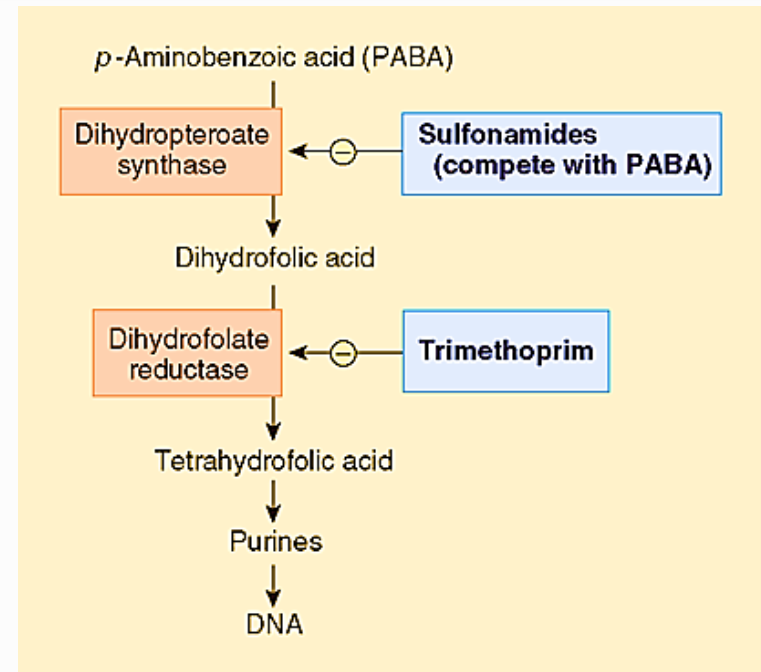 p-Aminobenzoic acid (PABA)
Dihydropteroate
synthase
Sulfonamides
(compete with PABA)
Dihydrofolic acid
Dihydrofolate
reductase
Trimethoprim
Tetrahydrofolic acid
Purines
DNA